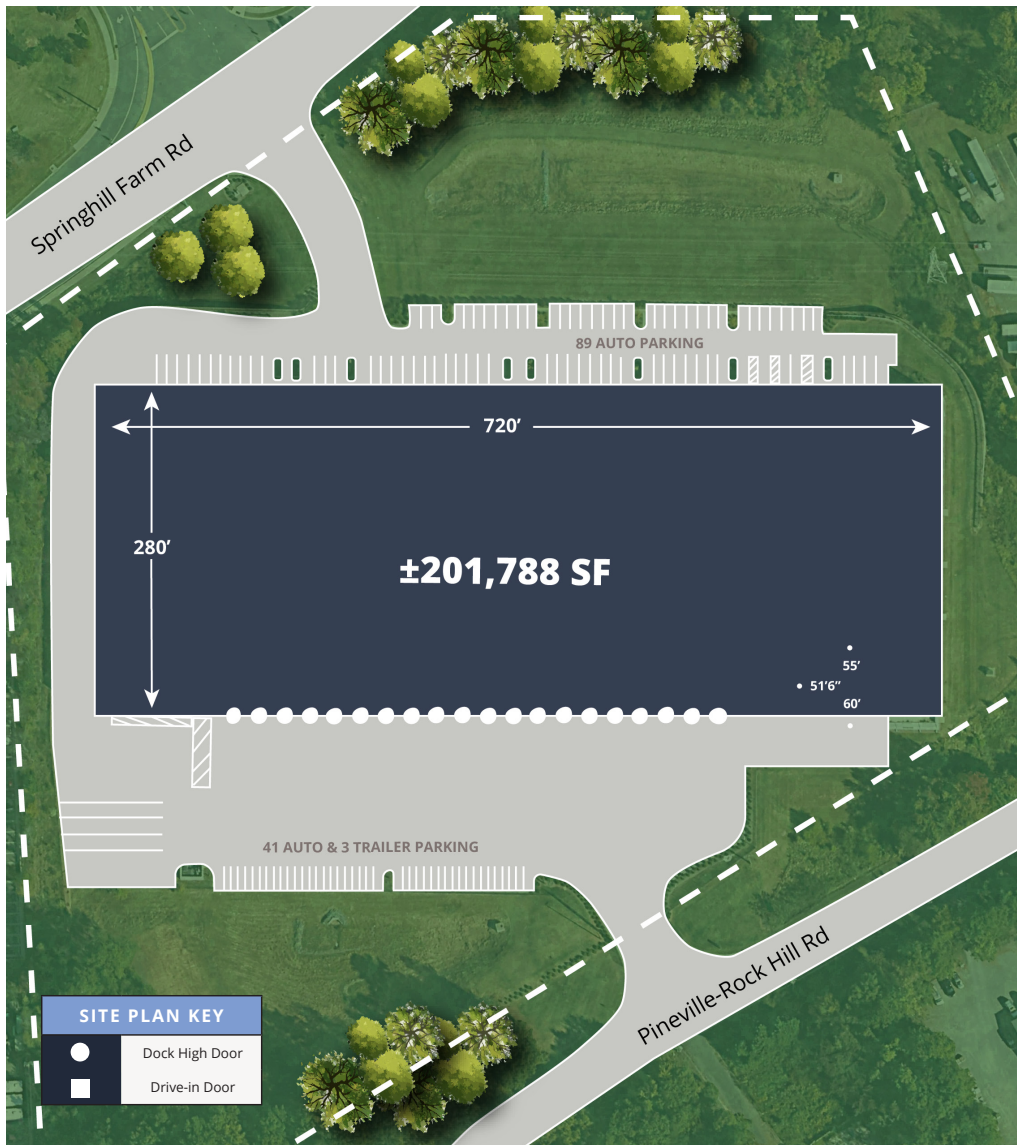 Springhill Farm Rd
89 AUTO PARKING
720’
280’
±201,788 SF
55’
51’6”
60’
41 AUTO & 3 TRAILER PARKING
Pineville-Rock Hill Rd
SITE PLAN KEY
Dock High Door
Drive-in Door